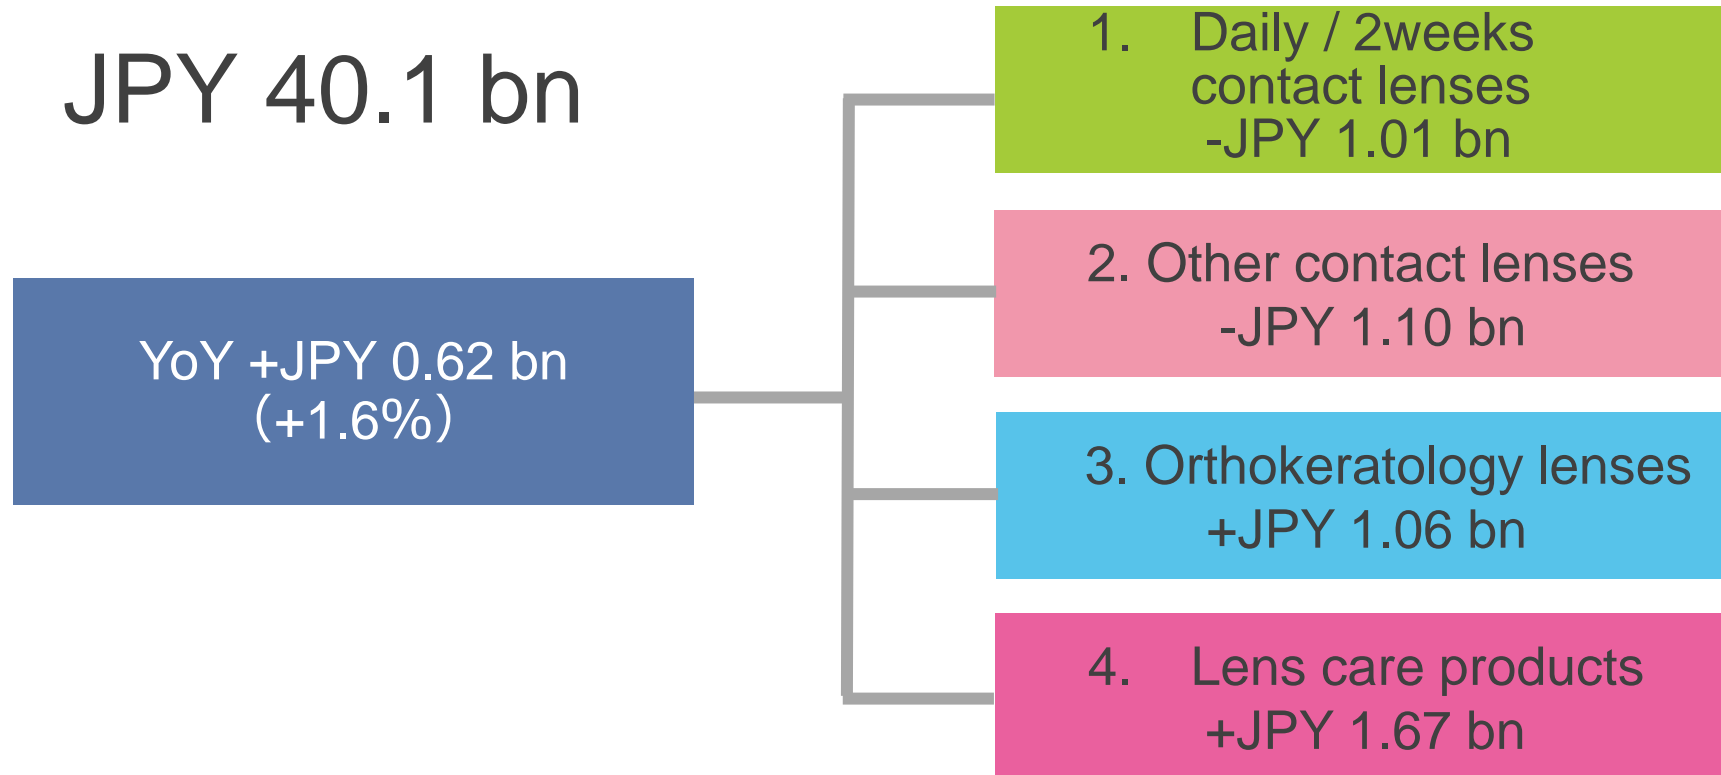 JPY 40.1 bn
YoY +JPY 0.62 bn
（+1.6%）
1. Daily / 2weeks
contact lenses
-JPY 1.01 bn
2. Other contact lenses
-JPY 1.10 bn
3. Orthokeratology lenses
+JPY 1.06 bn
4. Lens care products
+JPY 1.67 bn